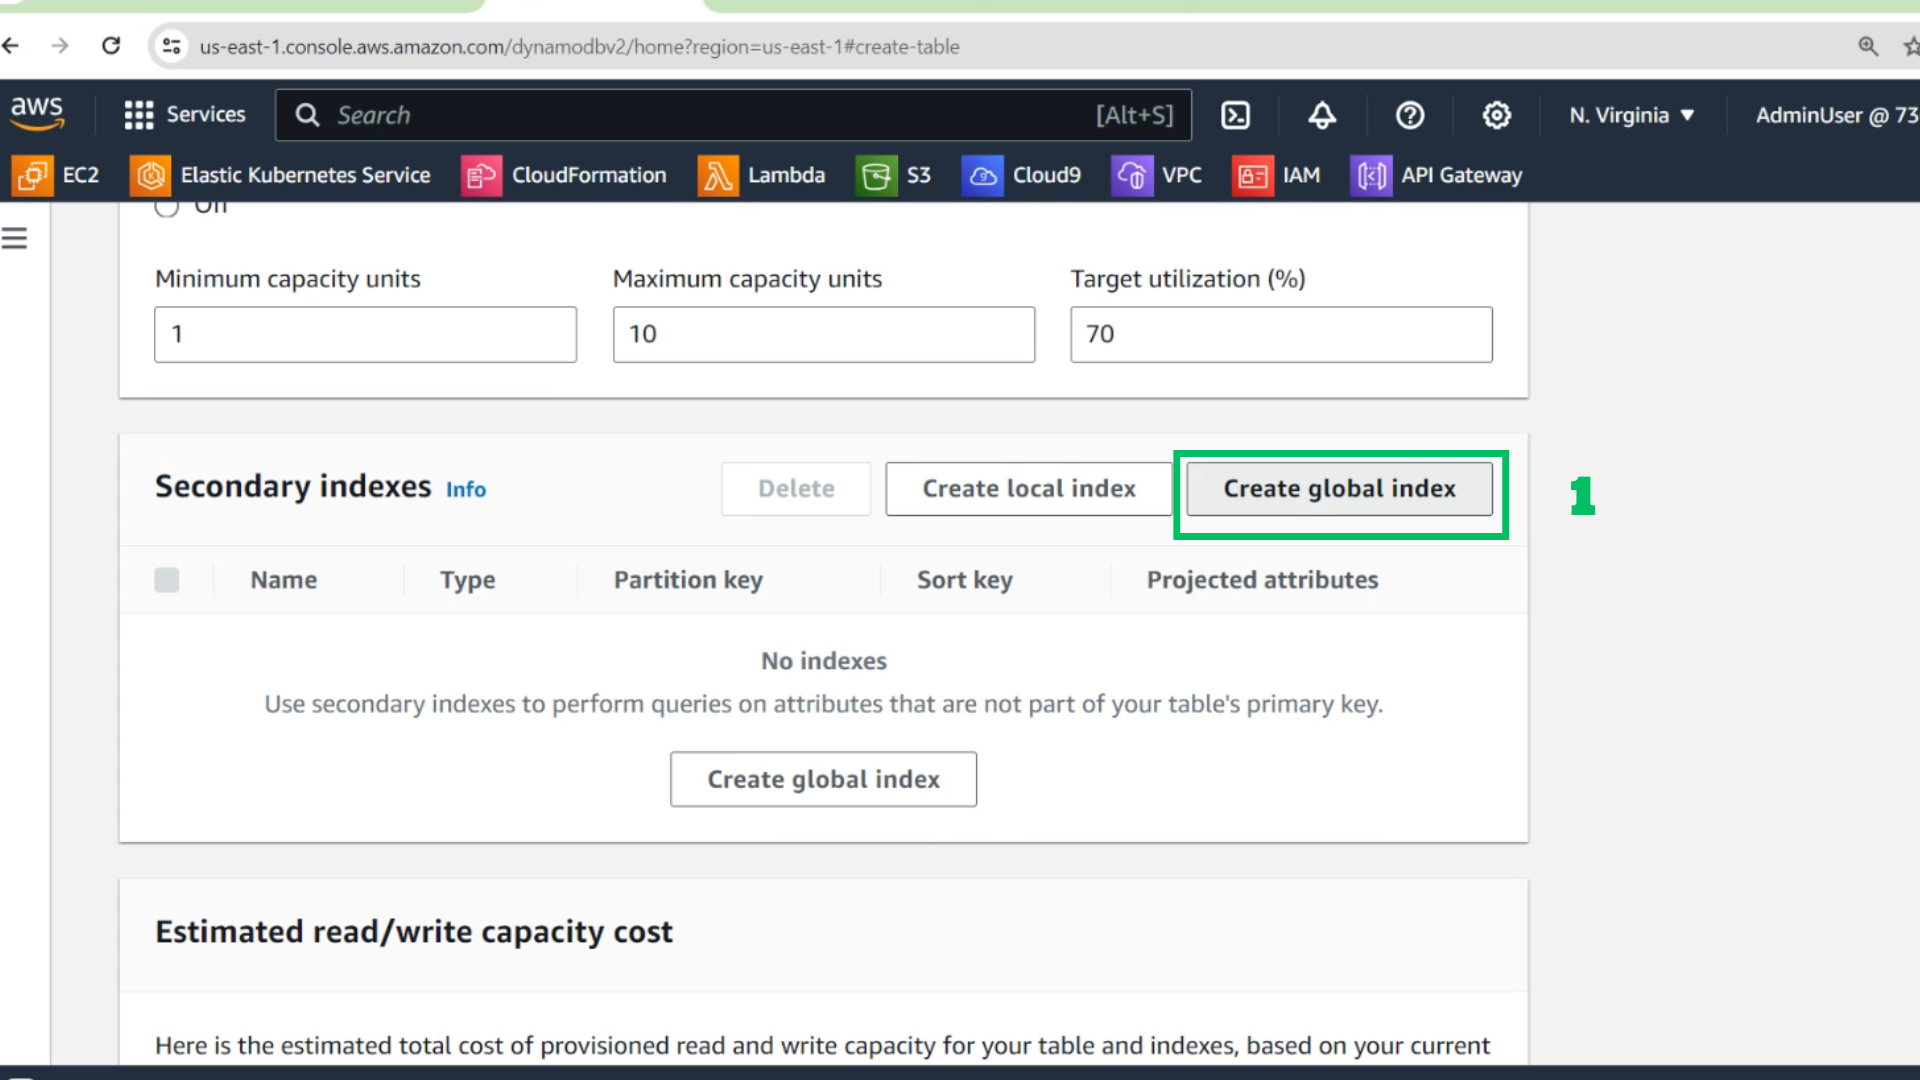 us-east-1.console.aws.amazon.com/dynamodbv2/home?region=us-east-1#create-table
aws Services Search [Alt+S] N. Virginia ▼ AdminUser @ 73
EC2 Elastic Kubernetes Service CloudFormation Lambda S3 Cloud9 VPC IAM API Gateway
Off
Minimum capacity units Maximum capacity units Target utilization (%)
1 10 70
Secondary indexes Info Delete Create local index Create global index 1
Name Type Partition key Sort key Projected attributes
No indexes
Use secondary indexes to perform queries on attributes that are not part of your table's primary key.
Create global index
Estimated read/write capacity cost
Here is the estimated total cost of provisioned read and write capacity for your table and indexes, based on your current